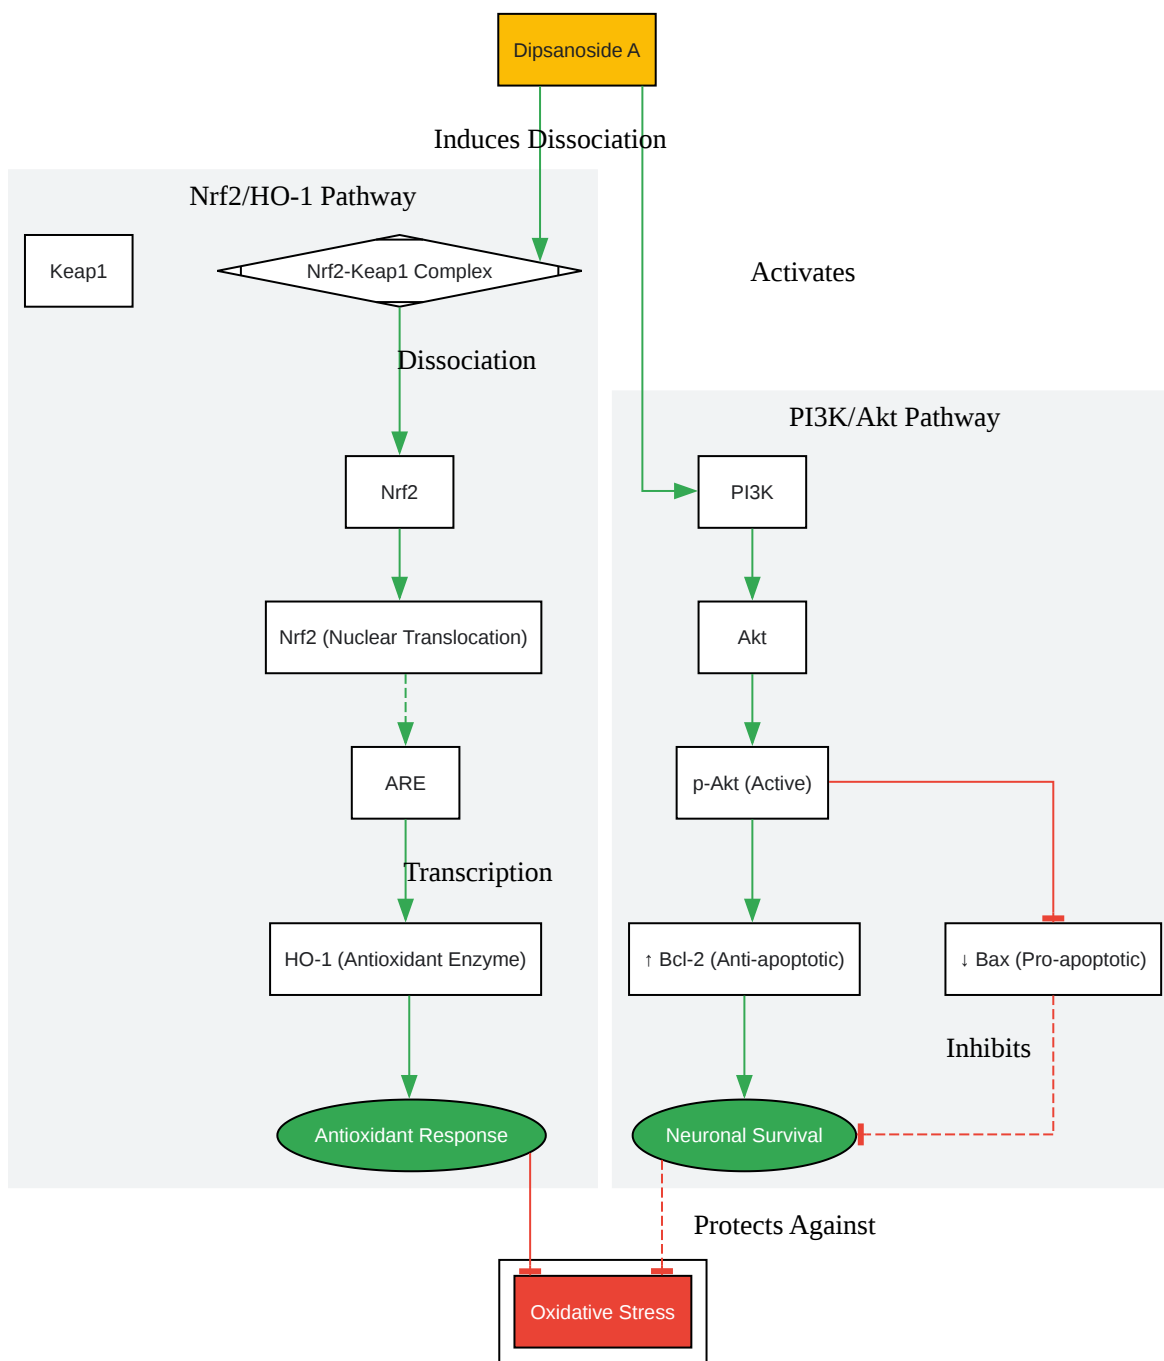 Dipsanoside A
Induces Dissociation
Nrf2/HO-1 Pathway
Keap1
Nrf2-Keap1 Complex
Activates
Dissociation
PI3K/Akt Pathway
Nrf2
PI3K
Nrf2 (Nuclear Translocation)
Akt
ARE
p-Akt (Active)
Transcription
HO-1 (Antioxidant Enzyme)
↑ Bcl-2 (Anti-apoptotic)
↓ Bax (Pro-apoptotic)
Inhibits
Antioxidant Response
Neuronal Survival
Protects Against
Oxidative Stress